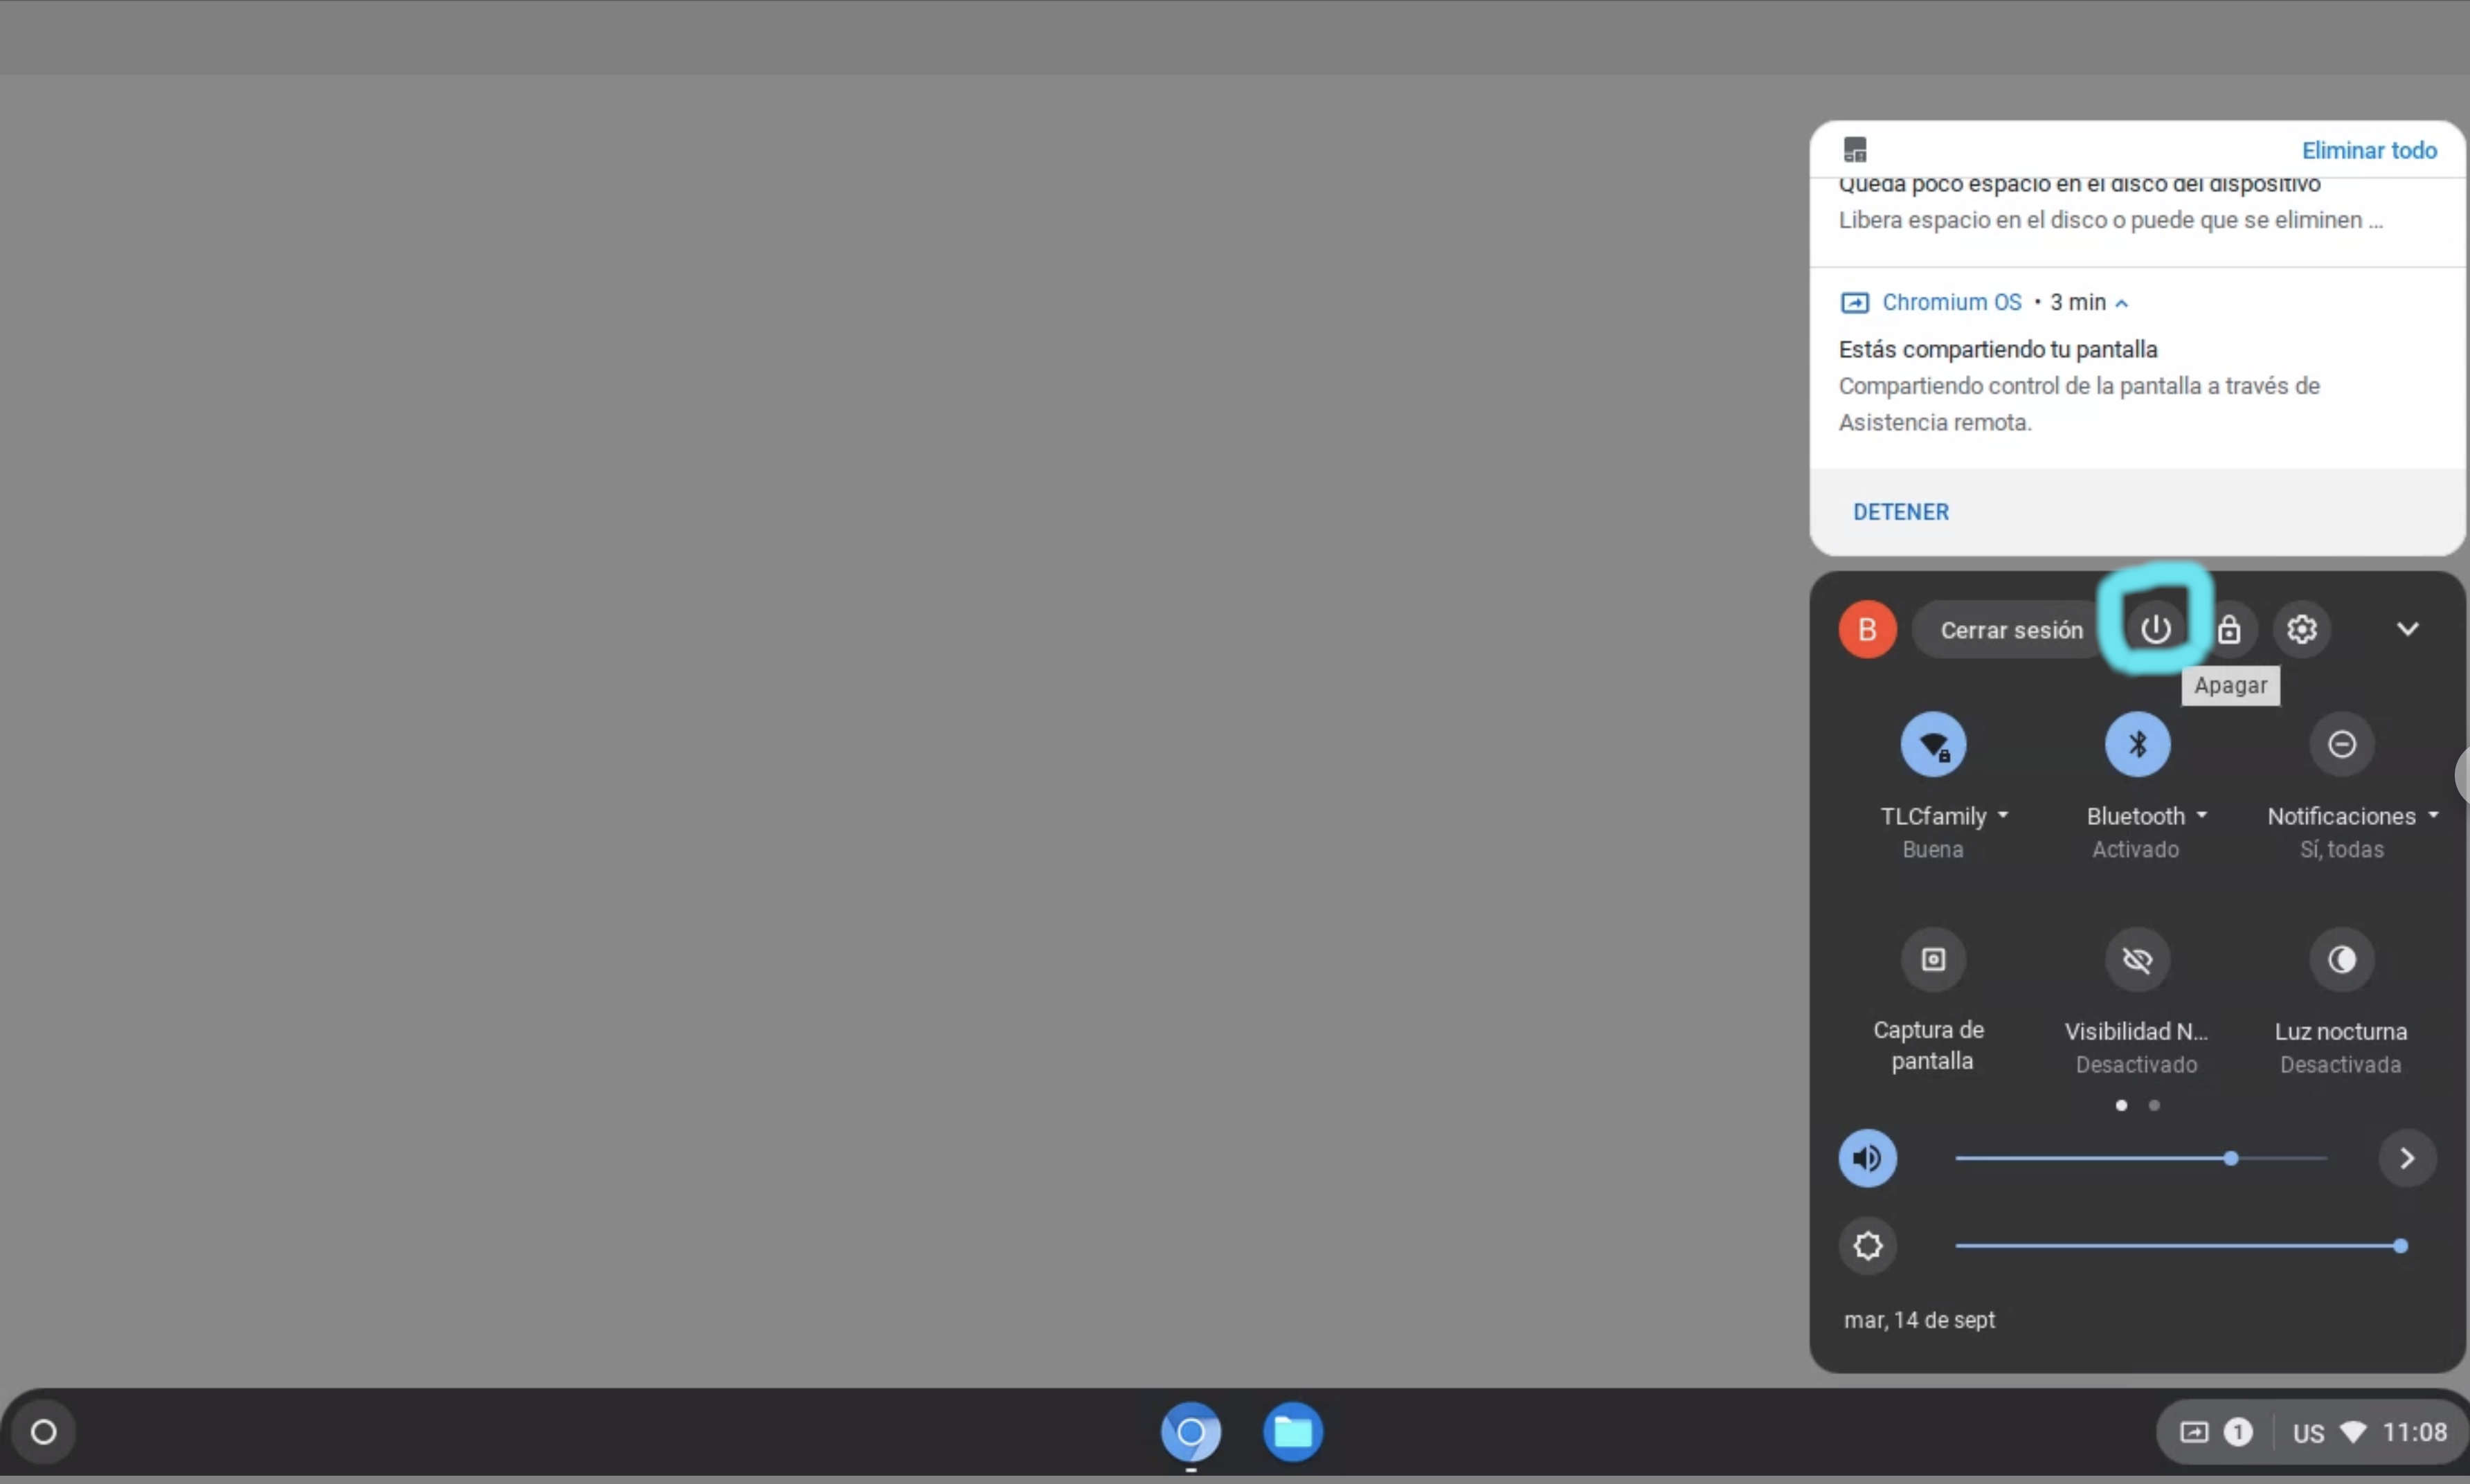 Eliminar todo
Queda poco espacio en el disco del dispositivo
Libera espacio en el disco o puede que se eliminen ...
Chromium OS • 3 min
Estás compartiendo tu pantalla
Compartiendo control de la pantalla a través de
Asistencia remota.
DETENER
B Cerrar sesión
Apagar
TLCfamily Bluetooth Notificaciones
Buena Activado Sí, todas
Captura de pantalla Visibilidad N... Luz nocturna
Desactivado Desactivada
mar, 14 de sept
1 US 11:08